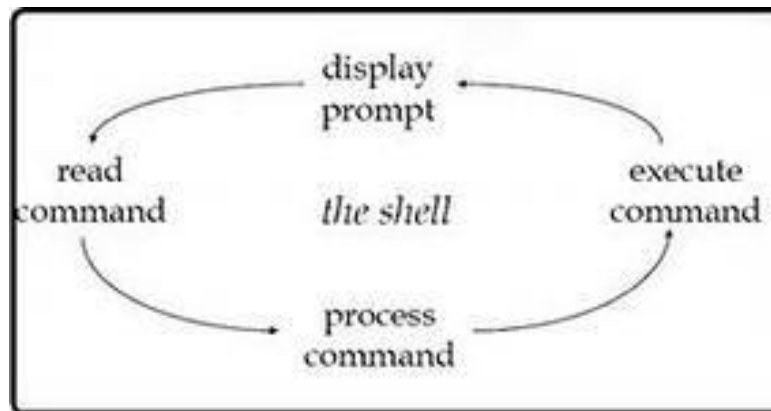 display
prompt
read
command
the shell
execute
command
process
command